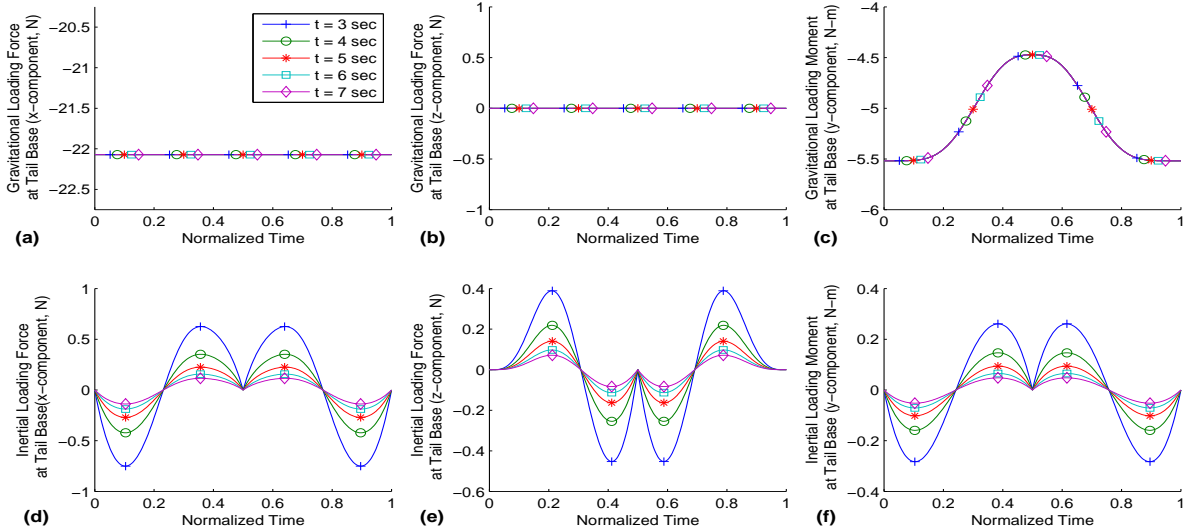 Gravitational Loading Force
at Tail Base (x−component, N)
−20.5
−21
−21.5
−22
−22.5
0
0.2
0.4
0.6
0.8
1
Normalized Time
(a)
t = 3 sec
t = 4 sec
t = 5 sec
t = 6 sec
t = 7 sec
Gravitational Loading Force
at Tail Base (z−component, N)
1
0.5
0
−0.5
−1
0
0.2
0.4
0.6
0.8
1
Normalized Time
(b)
Gravitational Loading Moment
at Tail Base (y−component, N−m)
−4
−4.5
−5
−5.5
−6
0
0.2
0.4
0.6
0.8
1
Normalized Time
(c)
Inertial Loading Force
at Tail Base(x−component, N)
1
0.5
0
−0.5
−1
0
0.2
0.4
0.6
0.8
1
Normalized Time
(d)
Inertial Loading Force
at Tail Base (z−component, N)
0.4
0.2
0
−0.2
−0.4
−0.6
0
0.2
0.4
0.6
0.8
1
Normalized Time
(e)
Inertial Loading Moment
at Tail Base (y−component, N−m)
0.4
0.2
0
−0.2
−0.4
0
0.2
0.4
0.6
0.8
1
Normalized Time
(f)